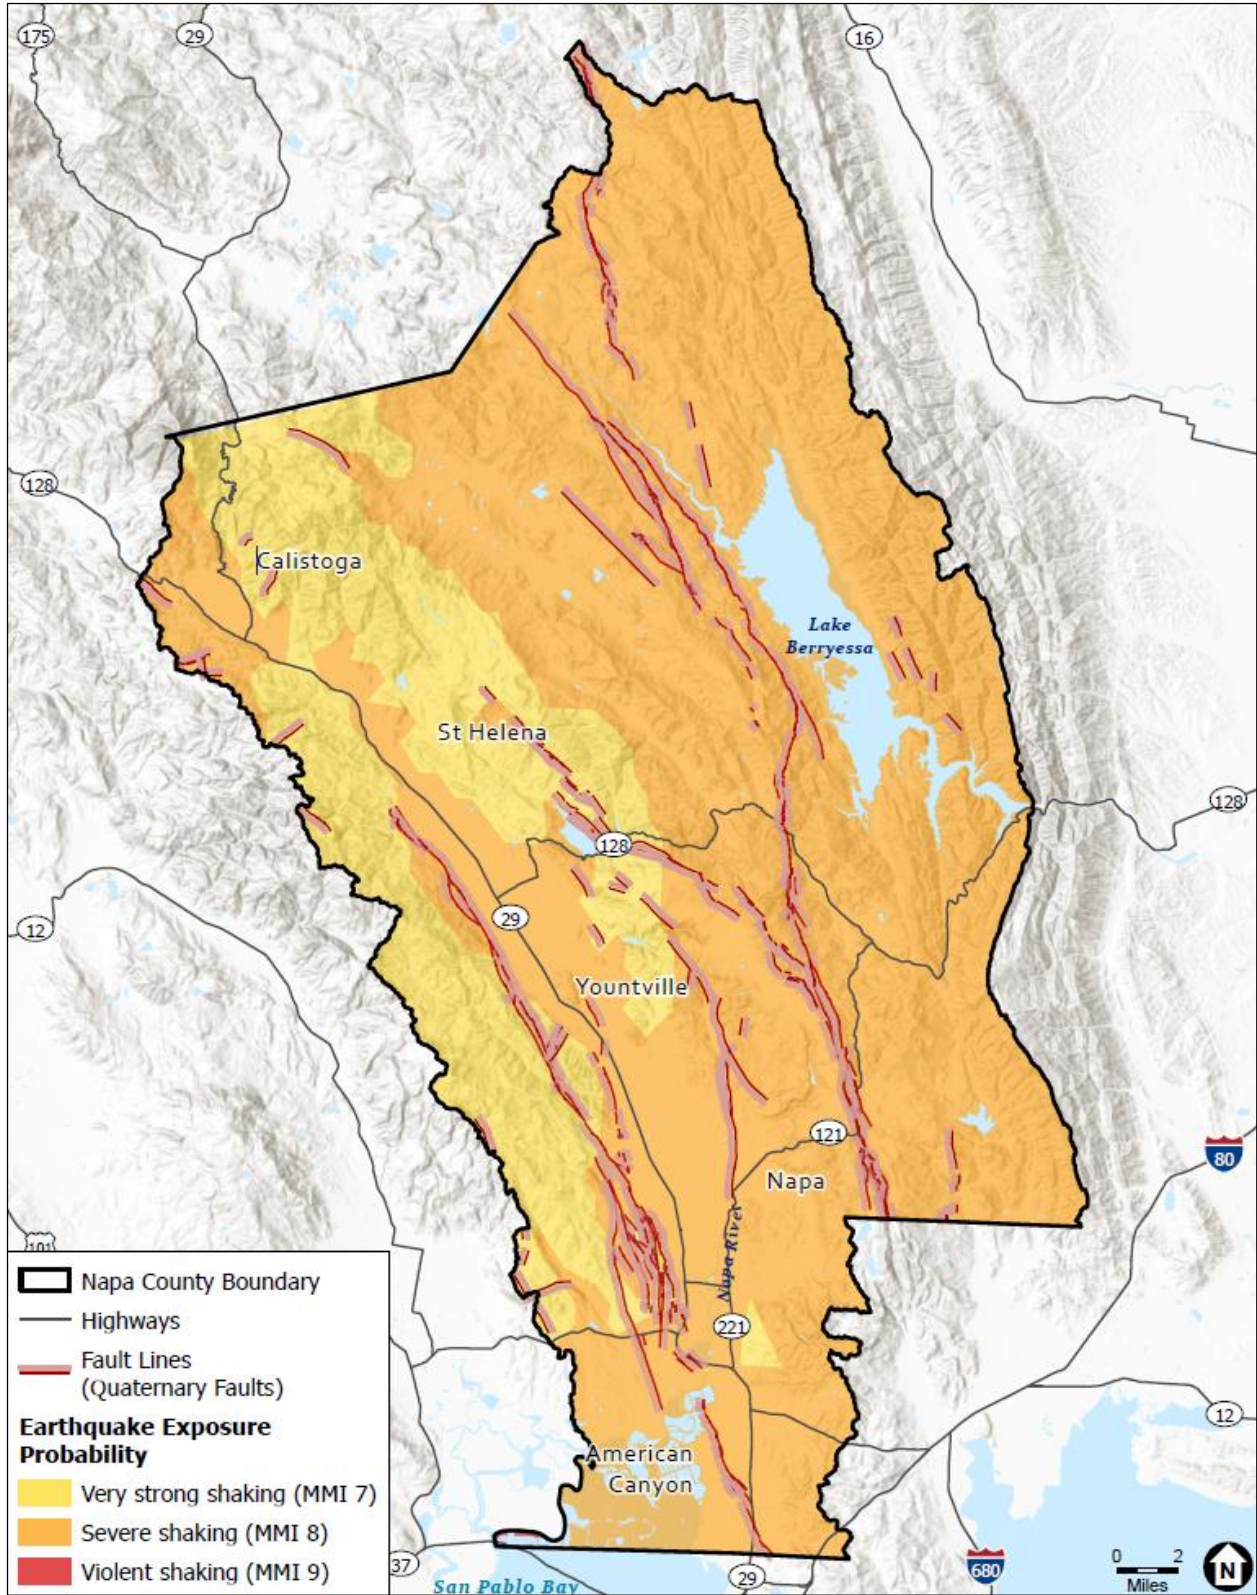 175
29
16
128
Calistoga
Lake
Berryessa
St Helena
128
128
29
12
Yountville
121
80
Napa
Napa River
101
221
12
American
Canyon
37
San Pablo Bay
29
680
Napa County Boundary
Highways
Fault Lines
(Quaternary Faults)
Earthquake Exposure
Probability
Very strong shaking (MMI 7)
Severe shaking (MMI 8)
Violent shaking (MMI 9)
0 2
Miles
N